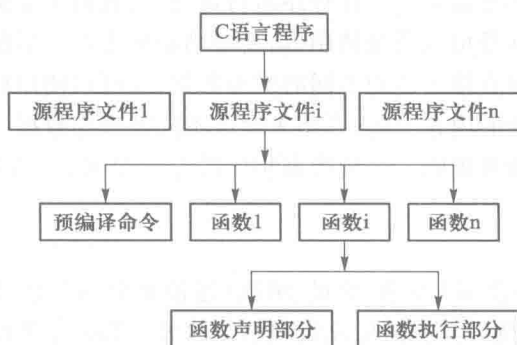 C语言程序
源程序文件1
源程序文件i
源程序文件n
预编译命令
函数1
函数i
函数n
函数声明部分
函数执行部分